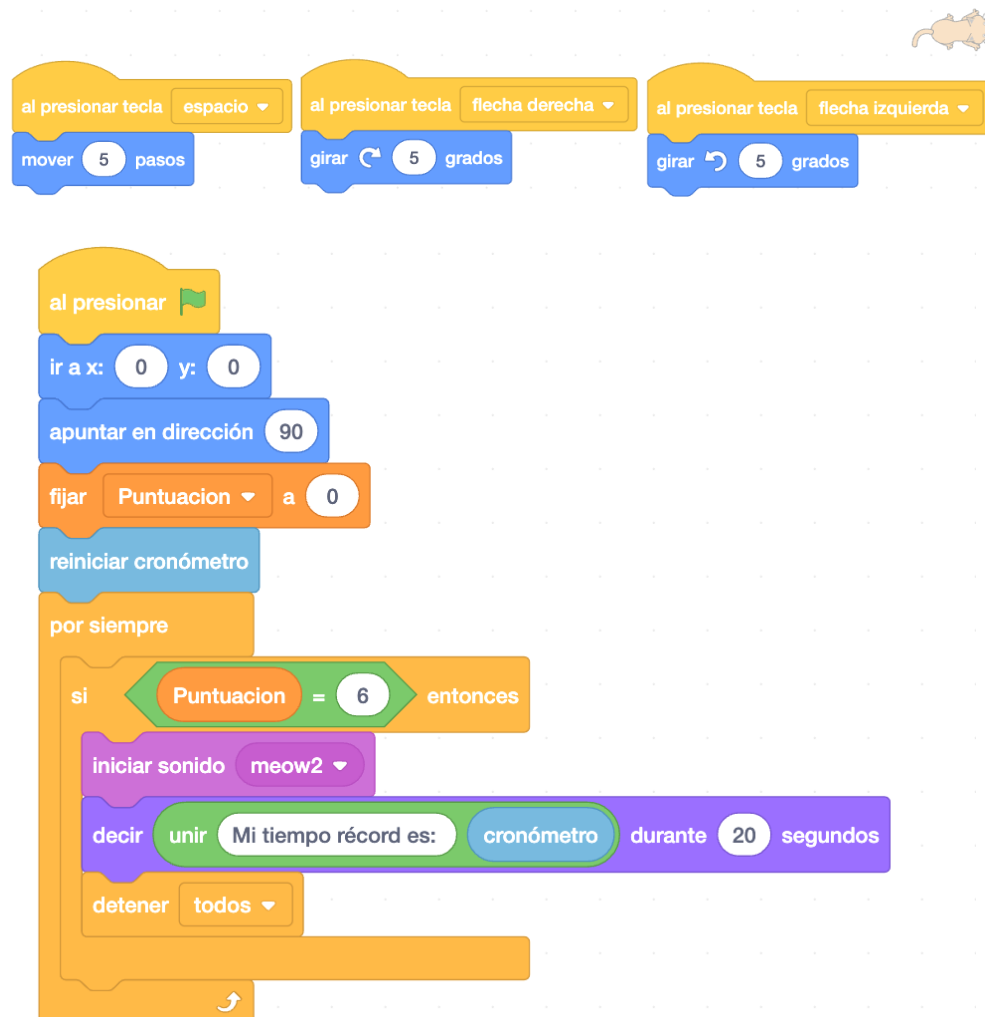 al presionar tecla espacio
mover 5 pasos
al presionar tecla flecha derecha
girar 5 grados
al presionar tecla flecha izquierda
girar 5 grados
al presionar
ir a x: 0 y: 0
apuntar en dirección 90
fijar Puntuacion a 0
reiniciar cronómetro
por siempre
si Puntuacion = 6 entonces
iniciar sonido meow2
decir unir Mi tiempo récord es: cronómetro durante 20 segundos
detener todos